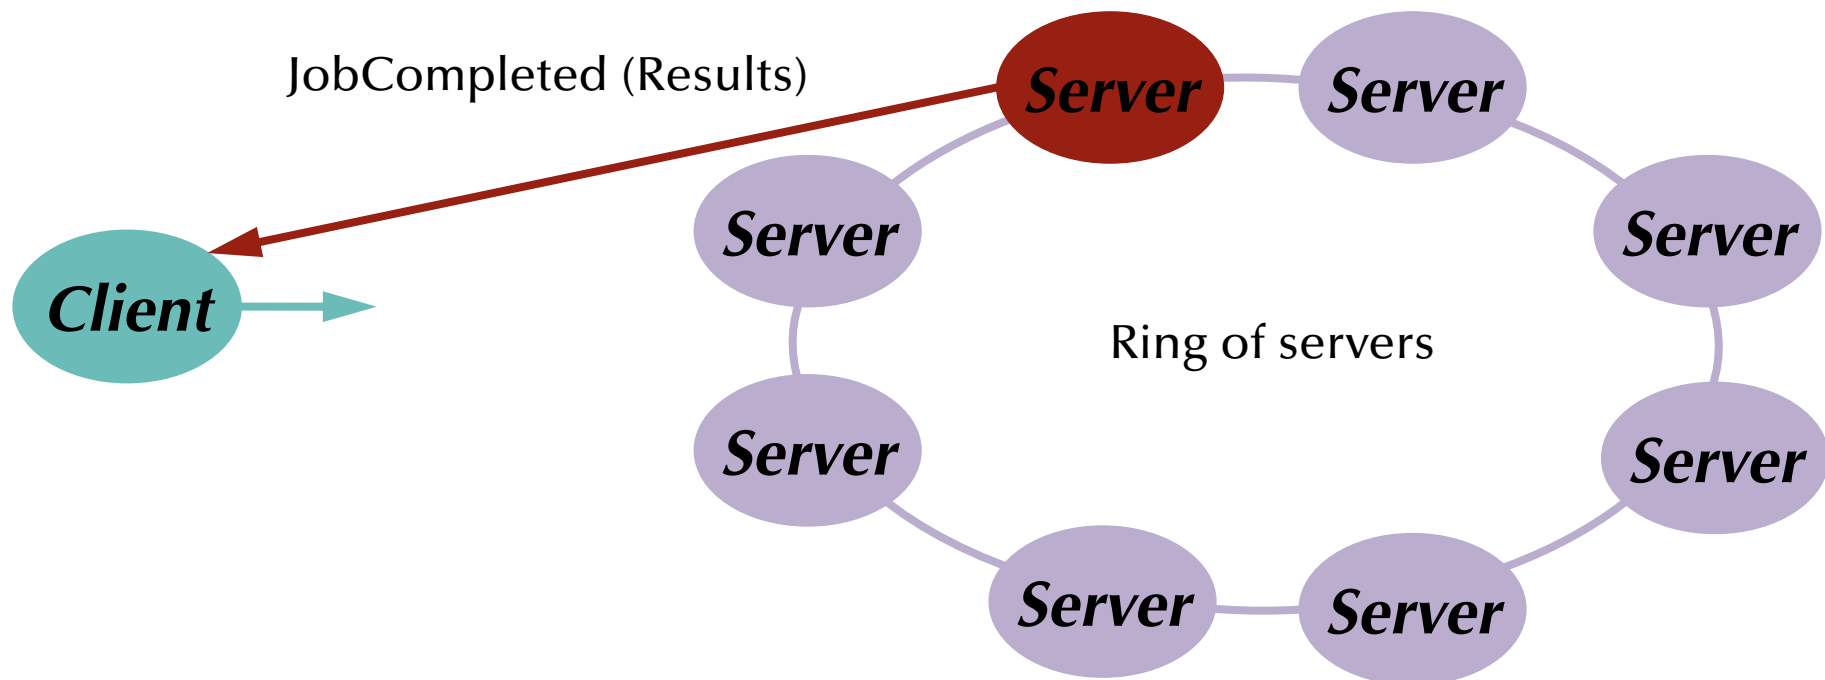 JobCompleted (Results)
Server
Server
Server
Server
Client
Ring of servers
Server
Server
Server
Server